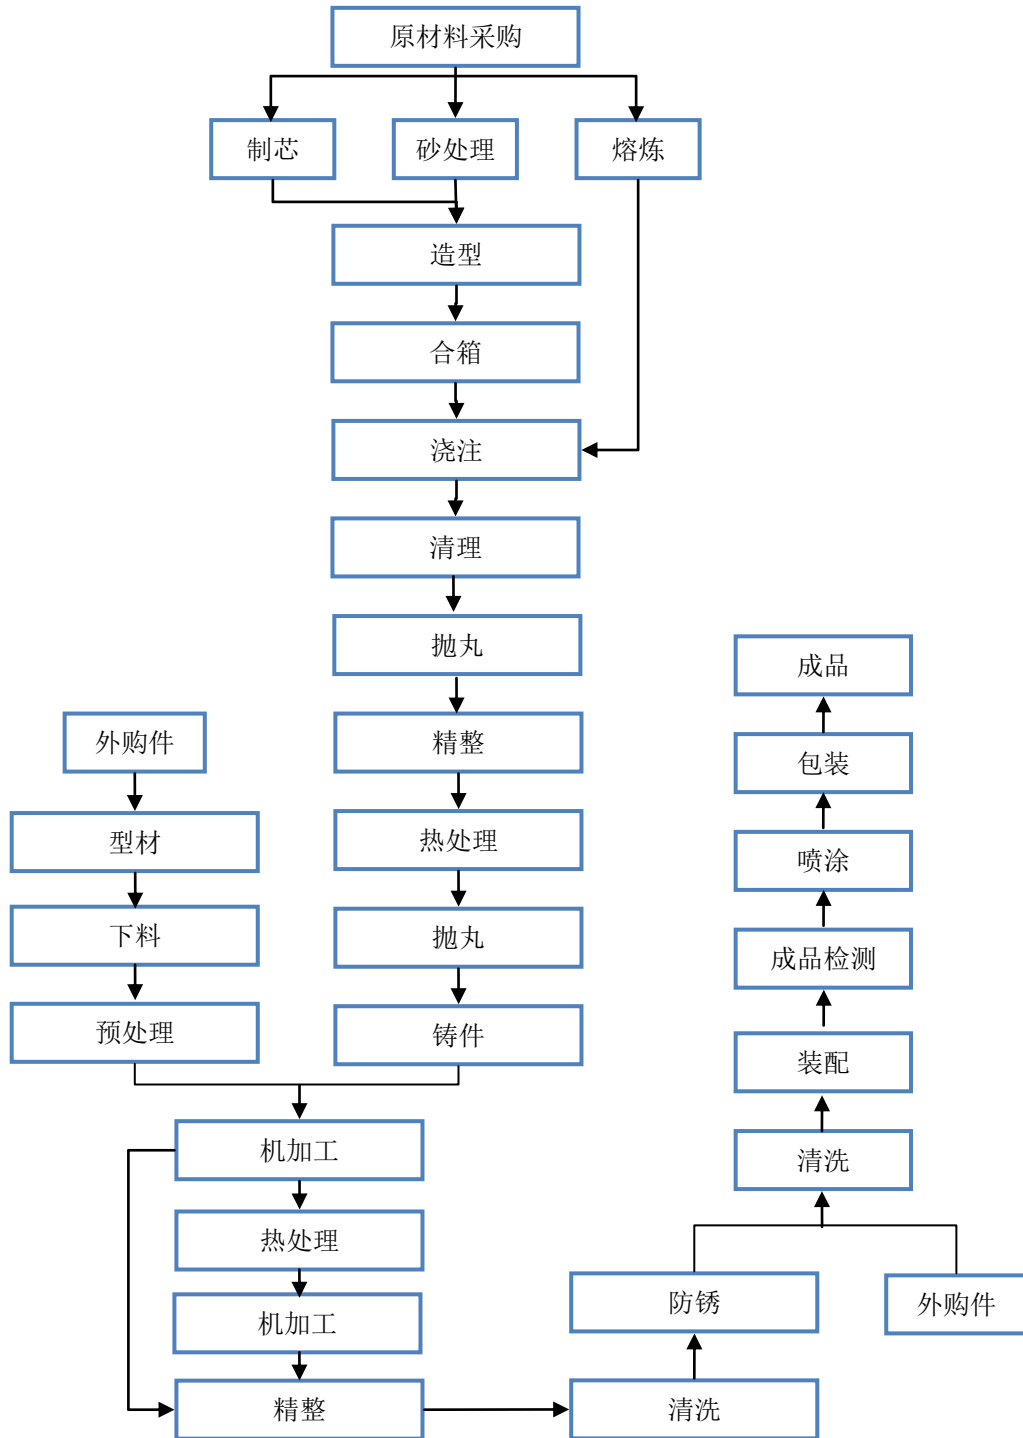 原材料采购
制芯
砂处理
熔炼
造型
合箱
浇注
清理
抛丸
精整
热处理
抛丸
铸件
外购件
型材
下料
预处理
机加工
热处理
机加工
精整
清洗
防锈
外购件
清洗
装配
成品检测
喷涂
包装
成品